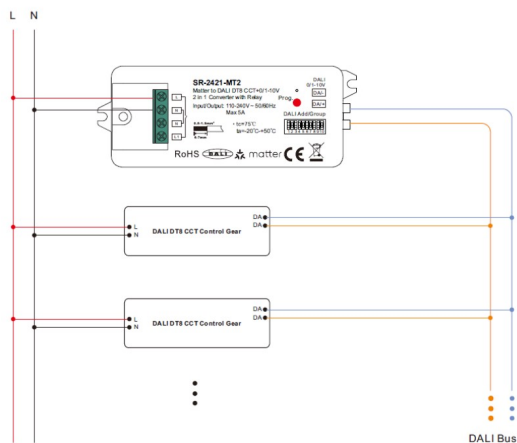 L N
SR-2421-MT2
Matter to DALI DT8 CCT+0/1-10V
2 in 1 Converter with Relay
Input/Output: 110-240V~ 50/60Hz
Max 5A
tc=75℃
ta=-20℃~+50℃
L
N
N
L1
Prog.
DALI
0/1-10V
DA/-
DA/+
DALI Add/Group
RoHS DALI matter CE
DALI DT8 CCT Control Gear
L
N
DA
DA
DALI DT8 CCT Control Gear
L
N
DA
DA
DALI Bus